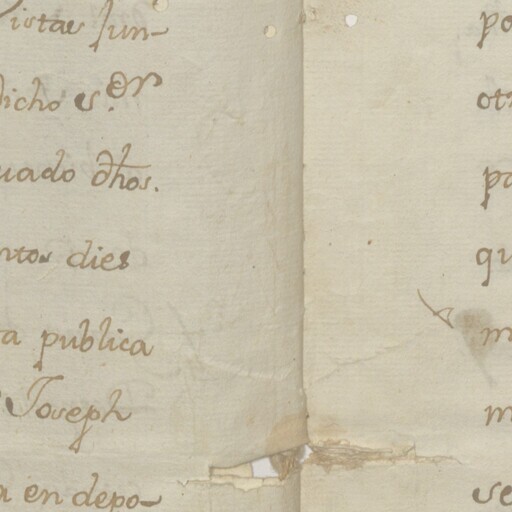 Vistas Jun-
dicho s.or
uado dhos.
ntos dies
a publica
Joseph
a en depo-
po
otr
pa
qu
m
m
se